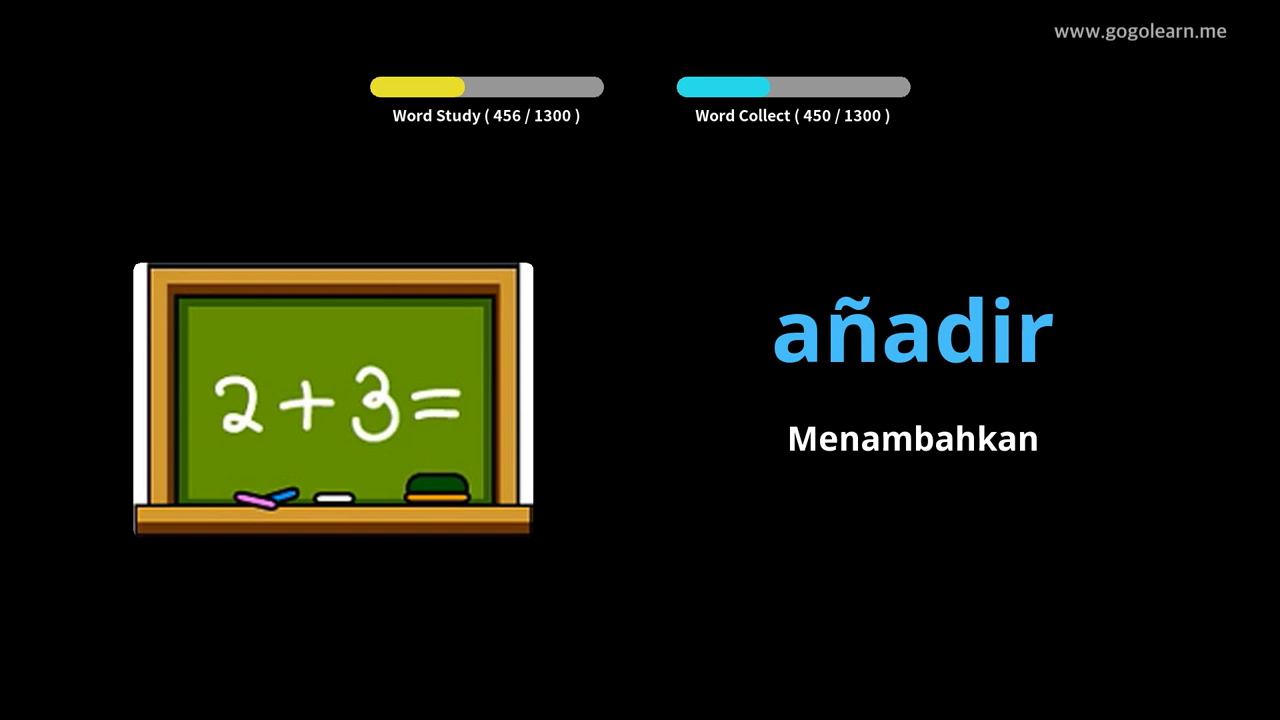 www.gogolearn.me
Word Study ( 456 / 1300 )
Word Collect ( 450 / 1300 )
2 + 3 =
añadir
Menambahkan